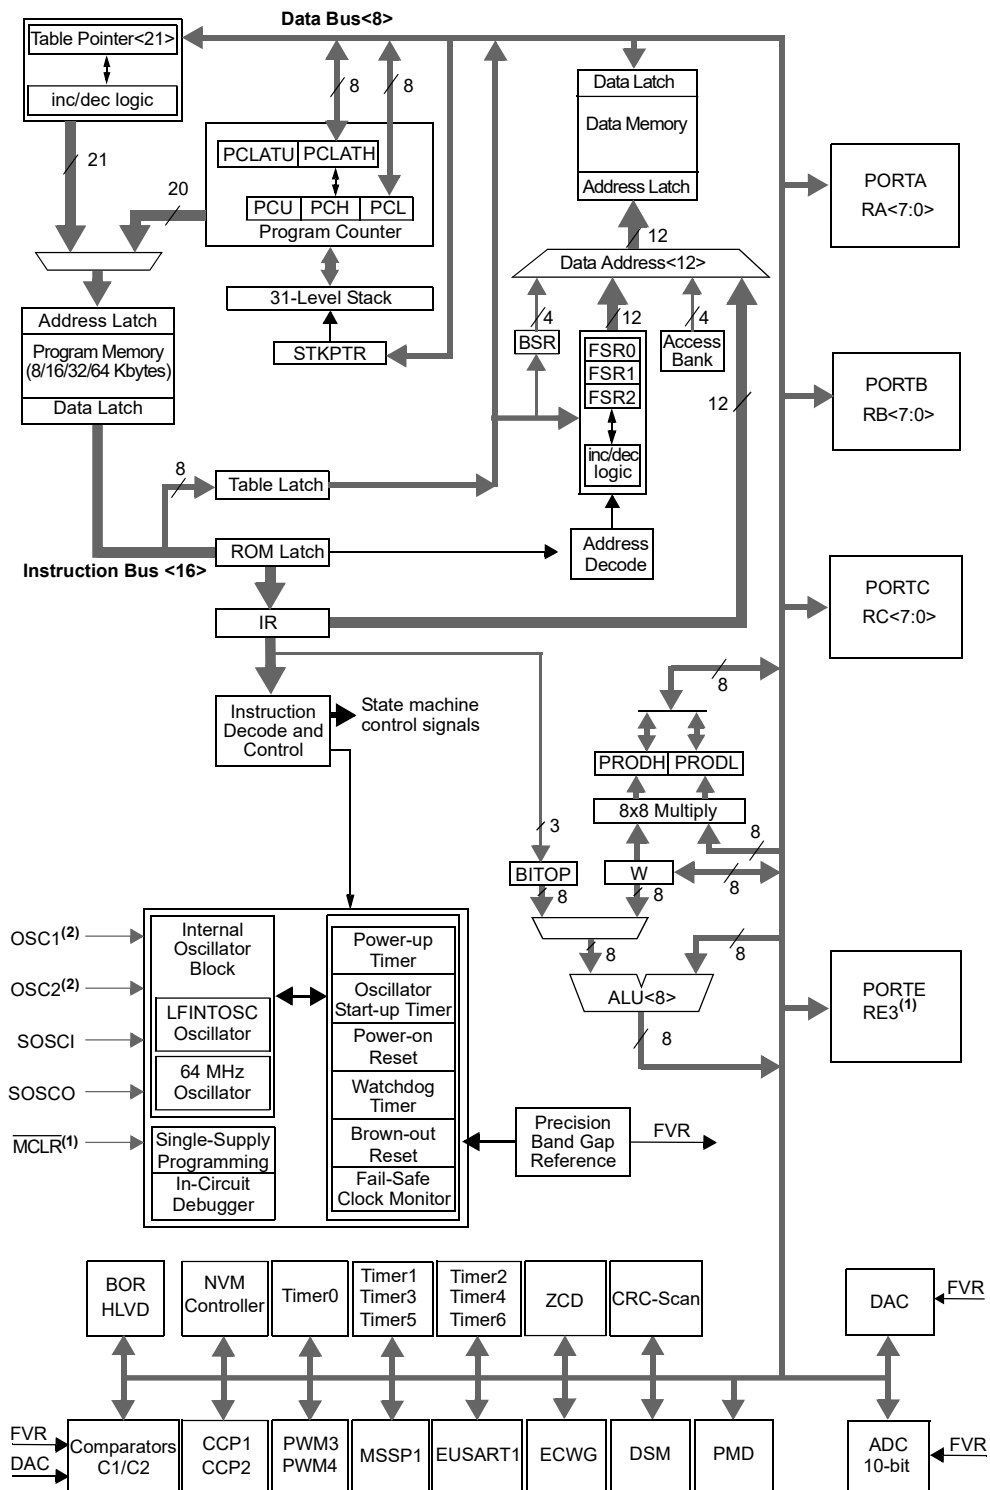 Data Bus<8>
Table Pointer<21>
inc/dec logic
21
20
8
8
PCLATU
PCLATH
PCU
PCH
PCL
Program Counter
31-Level Stack
STKPTR
Address Latch
Program Memory
(8/16/32/64 Kbytes)
Data Latch
Data Latch
Data Memory
Address Latch
12
Data Address<12>
4
12
4
BSR
FSR0
FSR1
FSR2
inc/dec
logic
Access
Bank
12
PORTA
RA<7:0>
PORTB
RB<7:0>
8
Table Latch
ROM Latch
Instruction Bus <16>
Address
Decode
IR
PORTC
RC<7:0>
Instruction
Decode and
Control
State machine
control signals
8
PRODH
PRODL
8x8 Multiply
3
8
BITOP
W
8
8
8
8
8
ALU<8>
8
PORTE
RE3(1)
OSC1(2)
OSC2(2)
SOSCI
SOSCO
MCLR(1)
Internal
Oscillator
Block
LFINTOSC
Oscillator
64 MHz
Oscillator
Single-Supply
Programming
In-Circuit
Debugger
Power-up
Timer
Oscillator
Start-up Timer
Power-on
Reset
Watchdog
Timer
Brown-out
Reset
Fail-Safe
Clock Monitor
Precision
Band Gap
Reference
FVR
BOR
HLVD
NVM
Controller
Timer0
Timer1
Timer3
Timer5
Timer2
Timer4
Timer6
ZCD
CRC-Scan
DAC
FVR
FVR
DAC
Comparators
C1/C2
CCP1
CCP2
PWM3
PWM4
MSSP1
EUSART1
ECWG
DSM
PMD
ADC
10-bit
FVR